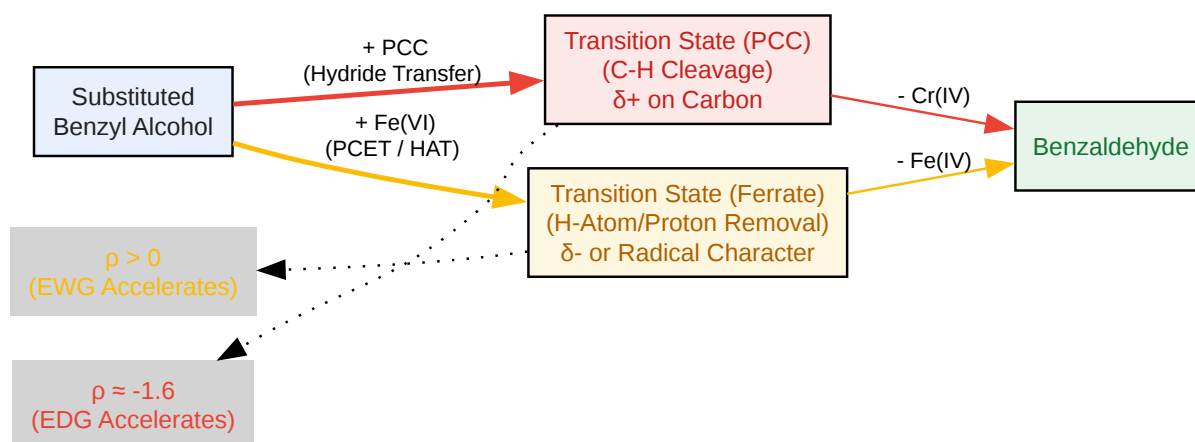 Substituted
Benzyl Alcohol
+ PCC
(Hydride Transfer)
+ Fe(VI)
(PCET / HAT)
Transition State (PCC)
(C-H Cleavage)
δ+ on Carbon
Transition State (Ferrate)
(H-Atom/Proton Removal)
δ- or Radical Character
- Cr(IV)
- Fe(IV)
Benzaldehyde
ρ > 0
(EWG Accelerates)
ρ ≈ -1.6
(EDG Accelerates)